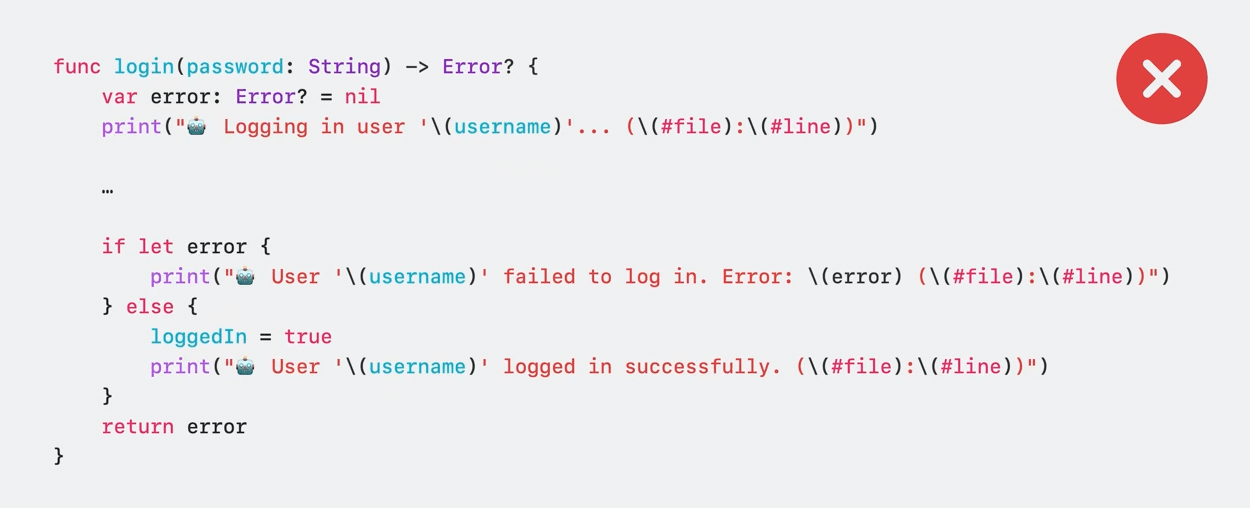 func login(password: String) -> Error? {
    var error: Error? = nil
    print("🤖 Logging in user '\(username)'... (\(#file):\(#line))")
    …
    if let error {
        print("🤖 User '\(username)' failed to log in. Error: \(error) (\(#file):\(#line))")
    } else {
        loggedIn = true
        print("🤖 User '\(username)' logged in successfully. (\(#file):\(#line))")
    }
    return error
}